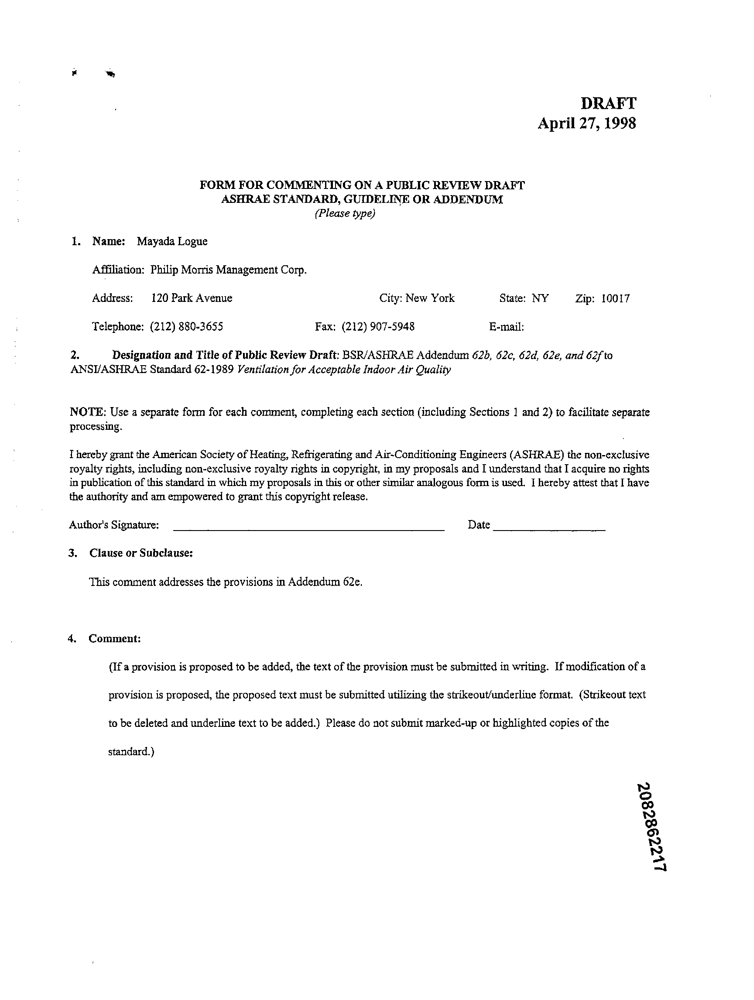 DRAFT
April 27, 1998
FORM FOR COMMENTING ON A PUBLIC REVIEW DRAFT
ASHRAE STANDARD, GUIDELINE OR ADDENDUM
(Please type)
1. Name: Mayada Logue
Affiliation: Philip Morris Management Corp.
Address: 120 Park Avenue City: New York State: NY Zip: 10017
Telephone: (212) 880-3655 Fax: (212) 907-5948 E-mail:
2. Designation and Title of Public Review Draft: BSR/ASHRAE Addendum 62b, 62c, 62d, 62e, and 62f to
ANSI/ASHRAE Standard 62-1989 Ventilation for Acceptable Indoor Air Quality
NOTE: Use a separate form for each comment, completing each section (including Sections 1 and 2) to facilitate separate
processing.
I hereby grant the American Society of Heating, Refrigerating and Air-Conditioning Engineers (ASHRAE) the non-exclusive
royalty rights, including non-exclusive royalty rights in copyright, in my proposals and I understand that I acquire no rights
in publication of this standard in which my proposals in this or other similar analogous form is used. I hereby attest that I have
the authority and am empowered to grant this copyright release.
Author's Signature: Date
3. Clause or Subclause:
This comment addresses the provisions in Addendum 62e.
4. Comment:
(If a provision is proposed to be added, the text of the provision must be submitted in writing. If modification of a
provision is proposed, the proposed text must be submitted utilizing the strikeout/underline format. (Strikeout text
to be deleted and underline text to be added.) Please do not submit marked-up or highlighted copies of the
standard.)
2082862217